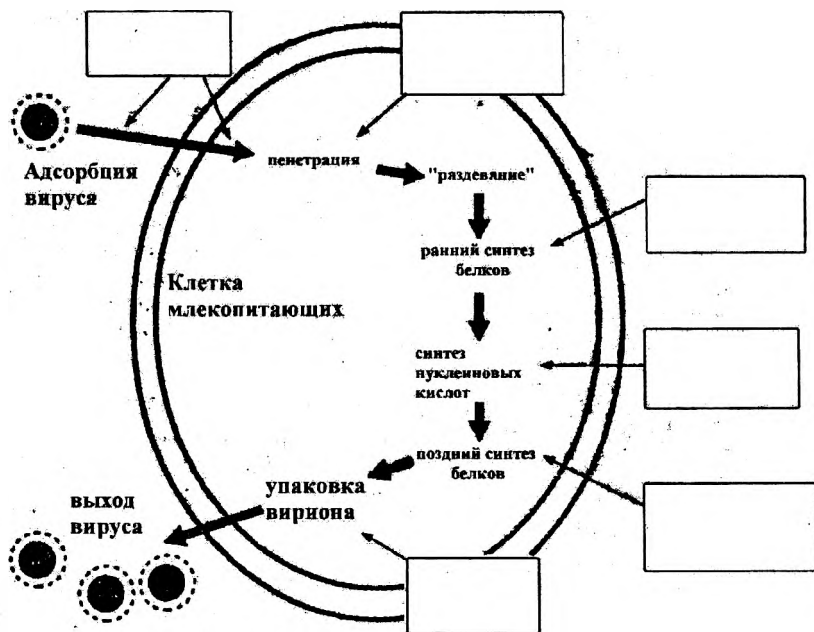 пенетрация
"раздевание"
Адсорбция
вируса
ранний синтез
белков
Клетка
млекопитающих
синтез
нуклеиновых
кислот
поздний синтез
белков
упаковка
вириона
выход
вируса